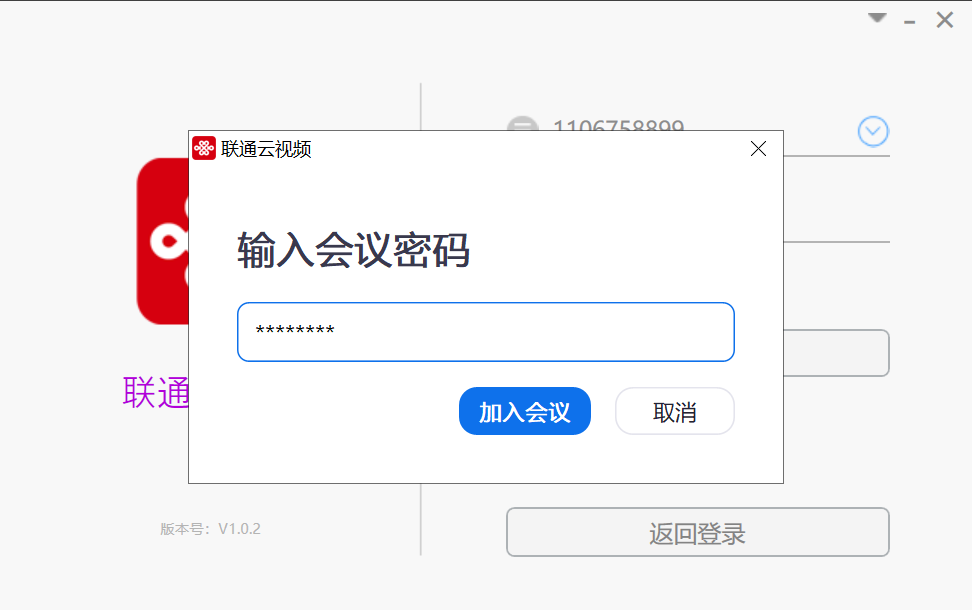 1106758899
联通云视频
输入会议密码
********
加入会议
取消
联通
版本号：V1.0.2
返回登录